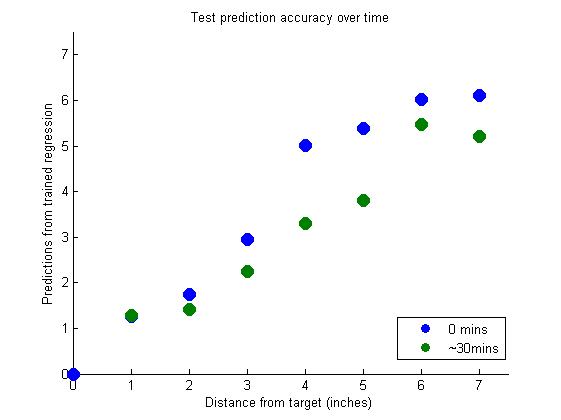 Test prediction accuracy over time
Predictions from trained regression
7
6
5
4
3
2
1
0
0 1 2 3 4 5 6 7
Distance from target (inches)
0 mins
~30mins